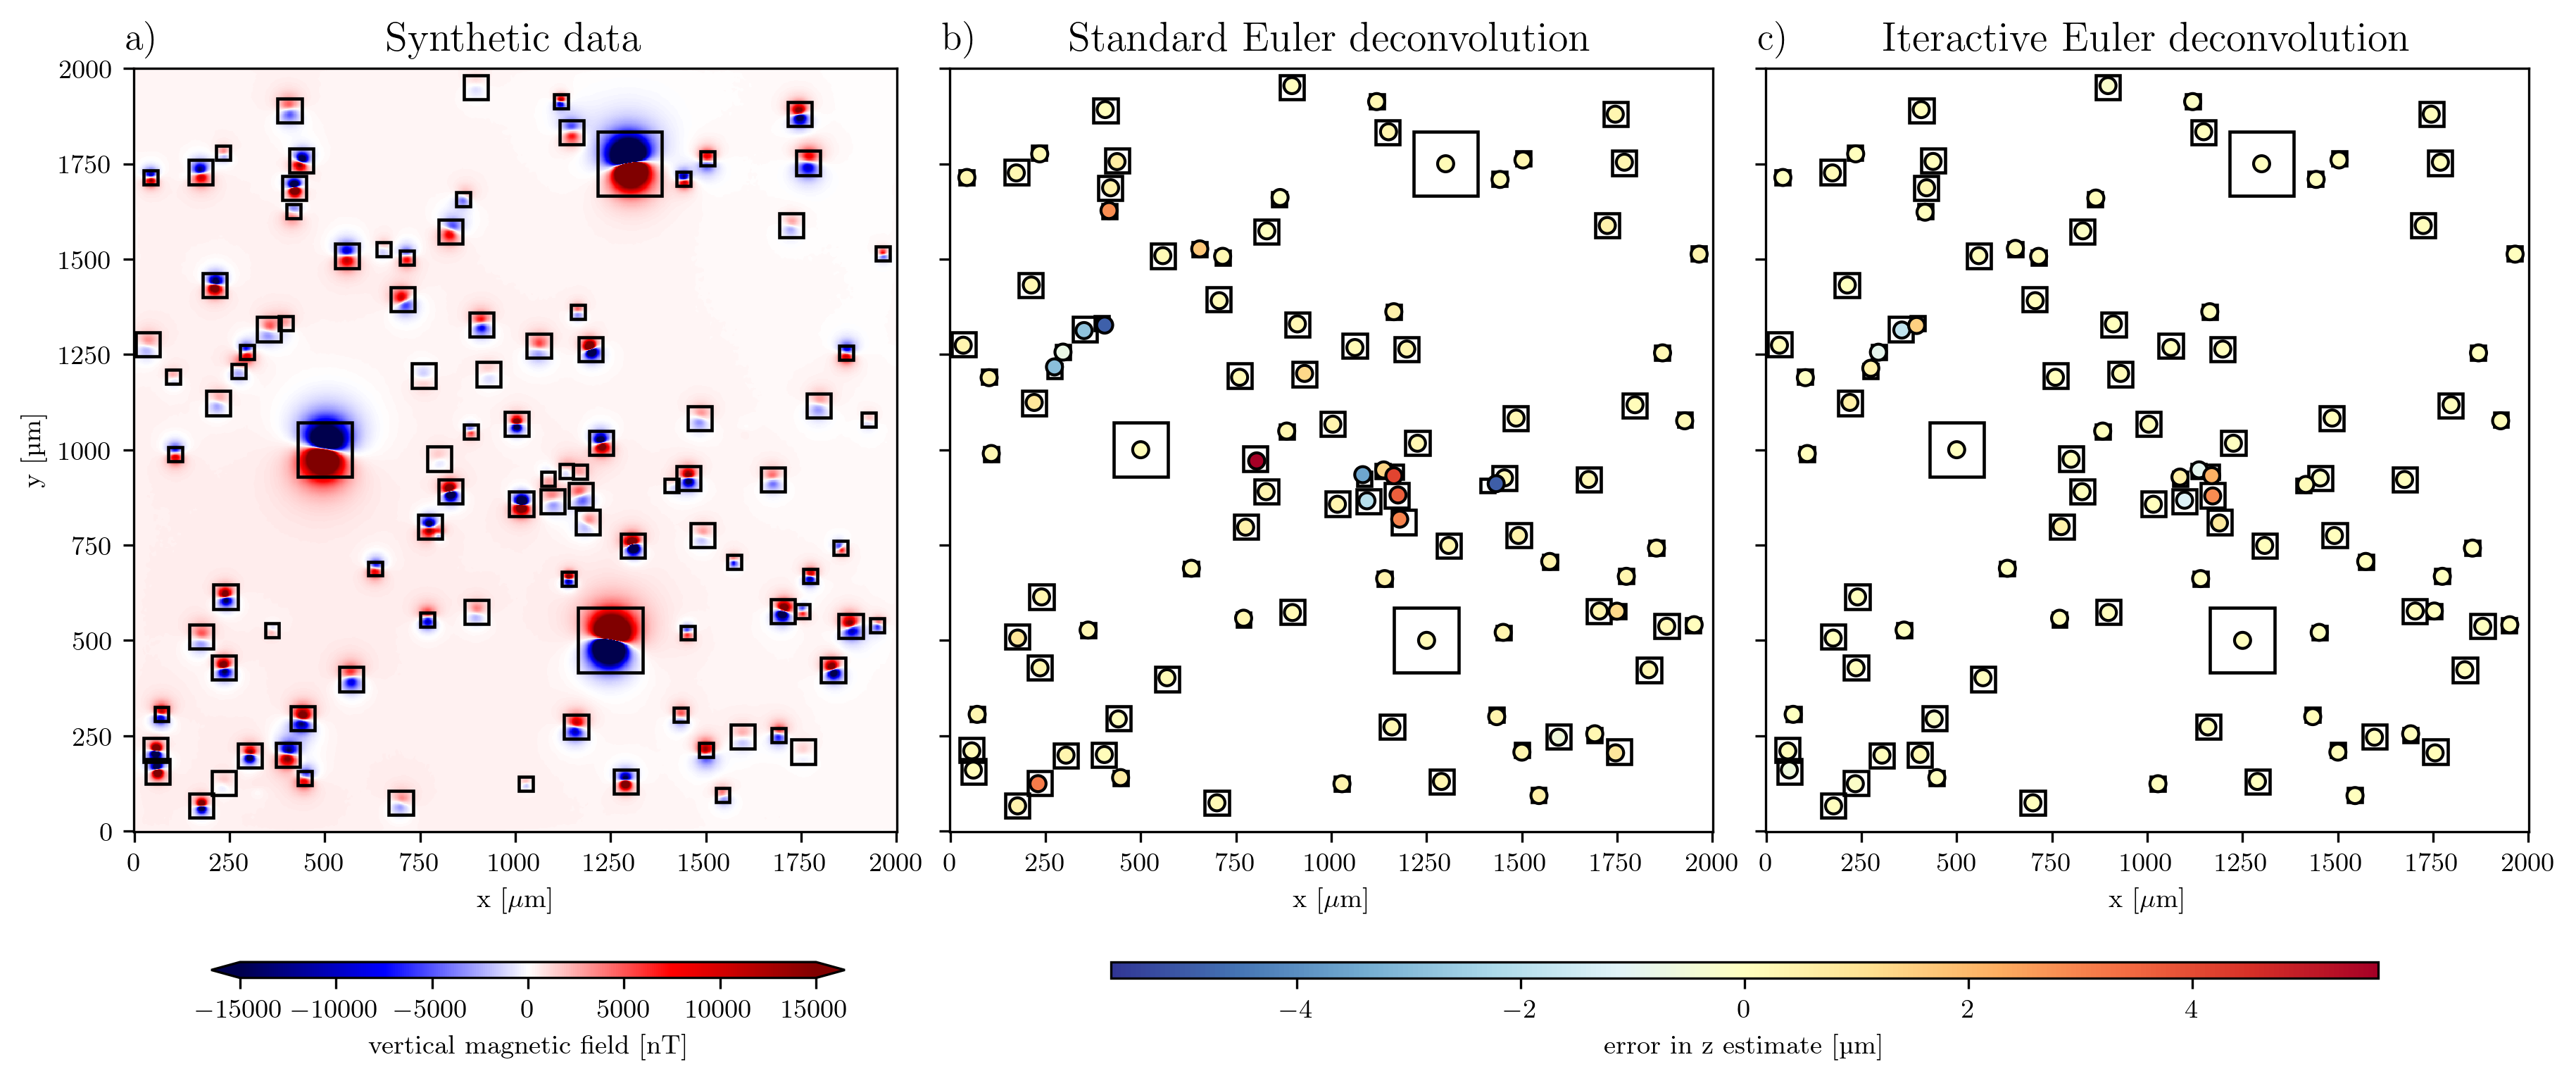 a) Synthetic data
b) Standard Euler deconvolution
c) Iteractive Euler deconvolution
2000
1750
1500
1250
1000
750
500
250
0
y [µm]
0 250 500 750 1000 1250 1500 1750 2000
0 250 500 750 1000 1250 1500 1750 2000
0 250 500 750 1000 1250 1500 1750 2000
x [µm]
x [µm]
x [µm]
−15000 −10000 −5000 0 5000 10000 15000
vertical magnetic field [nT]
−4 −2 0 2 4
error in z estimate [µm]